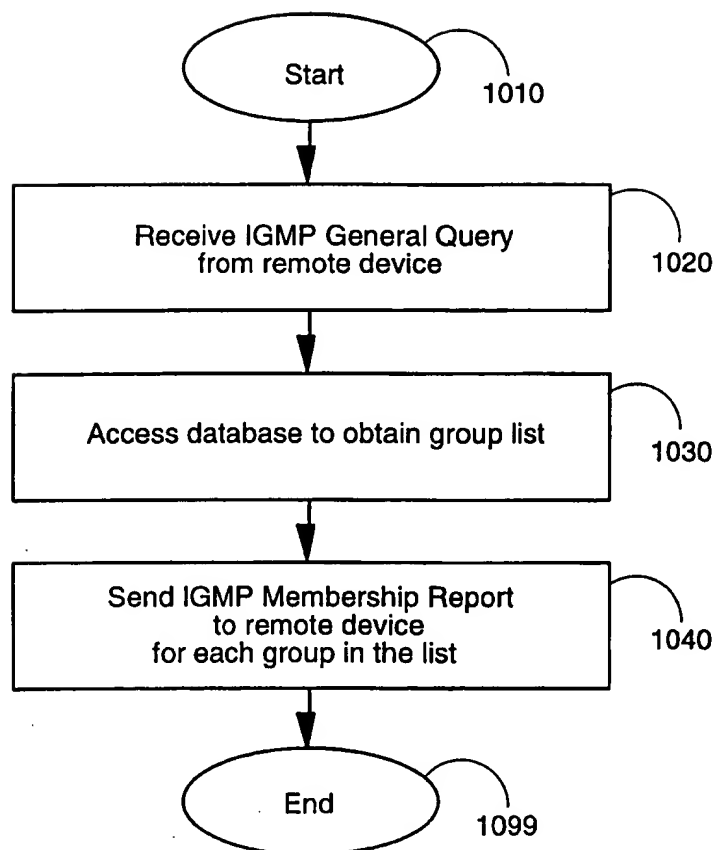 Start
1010
Receive IGMP General Query
from remote device
1020
Access database to obtain group list
1030
Send IGMP Membership Report
to remote device
for each group in the list
1040
End
1099